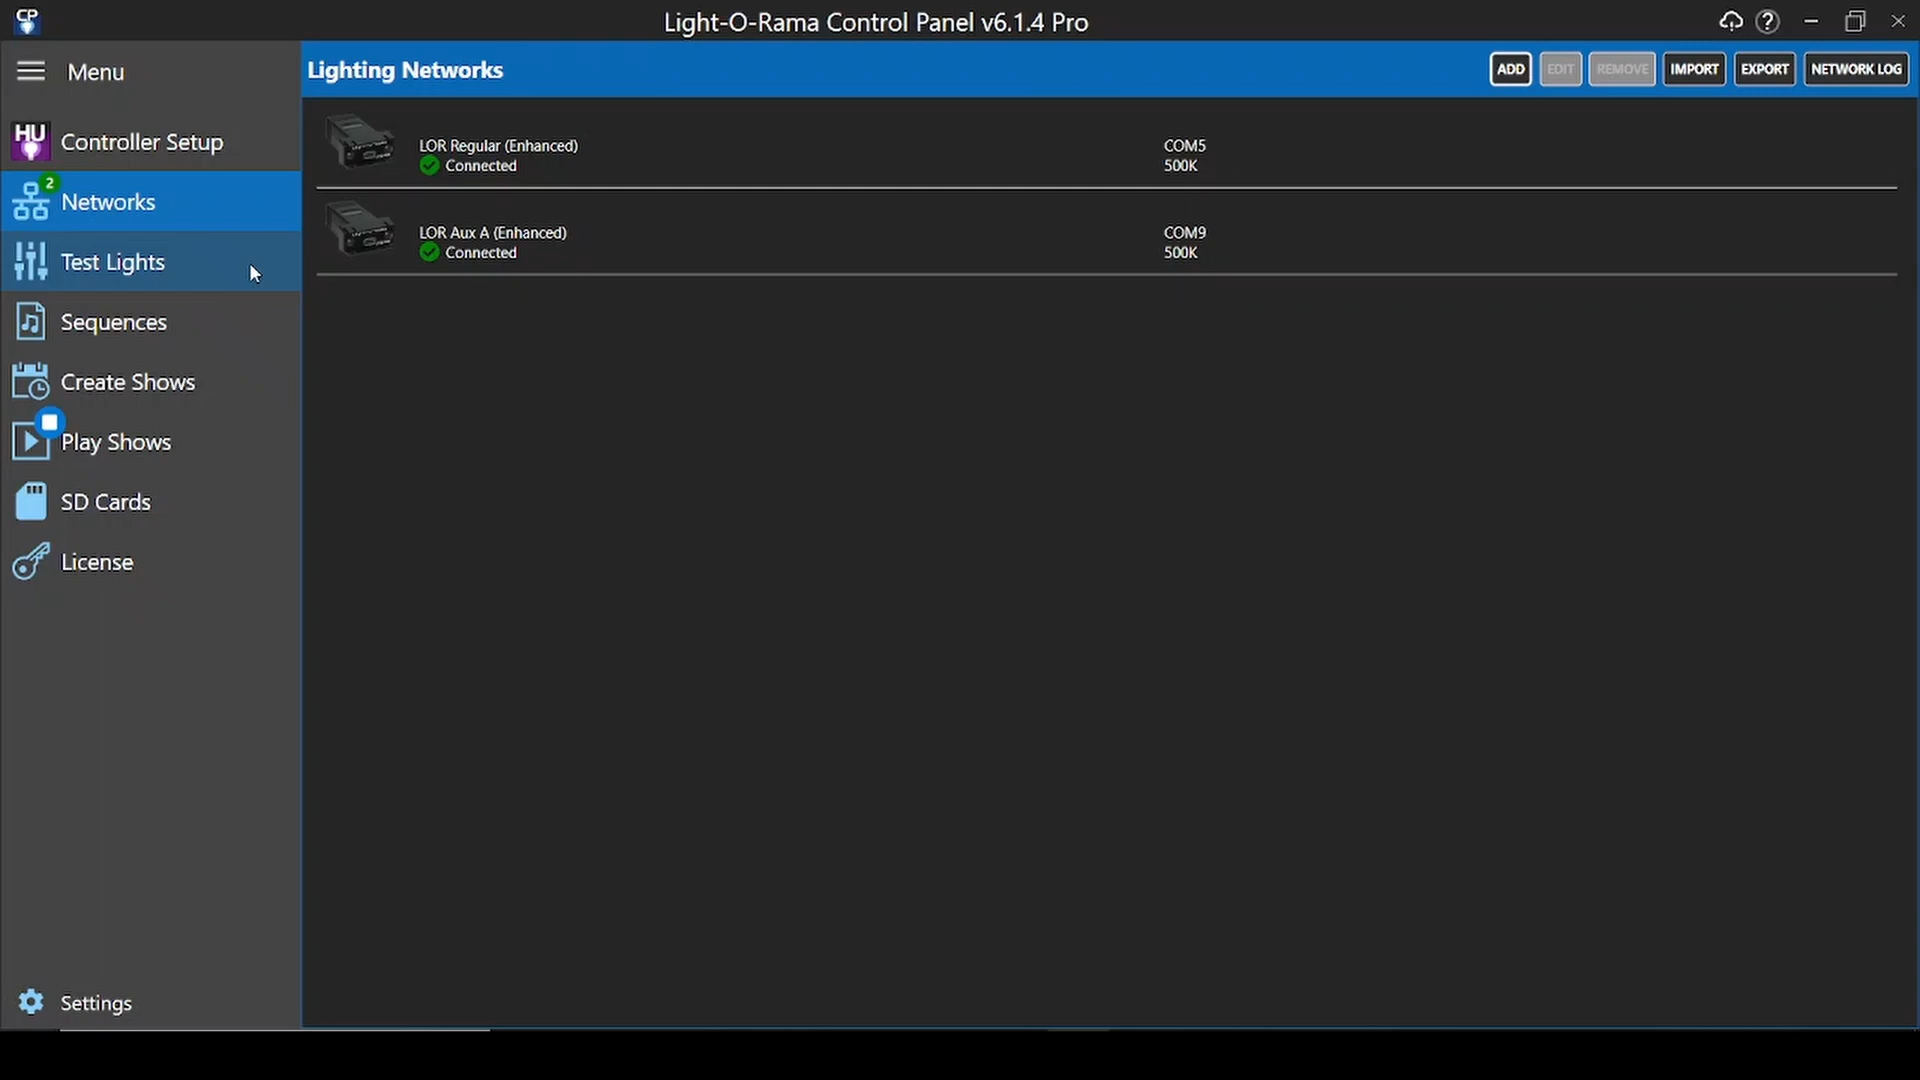 CP
Light-O-Rama Control Panel v6.1.4 Pro
Menu
Lighting Networks
ADD
EDIT
REMOVE
IMPORT
EXPORT
NETWORK LOG
HU
Controller Setup
2
Networks
Test Lights
Sequences
Create Shows
Play Shows
SD Cards
License
Settings
LOR Regular (Enhanced)
Connected
COM5
500K
LOR Aux A (Enhanced)
Connected
COM9
500K